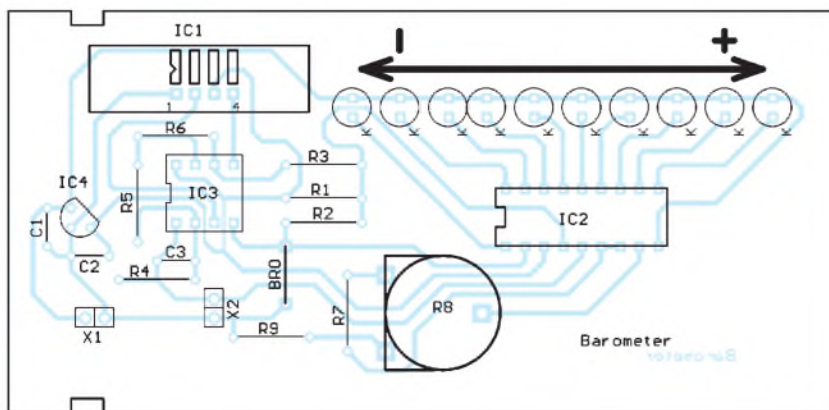 IC1
− +
1 4
K K K K K K K K K K
R6
R3
IC4
IC3
R5
R1
IC2
C1
R2
C2
C3
R4
BR0
X2
R7
R8
X1
R9
Barometer
Barometer